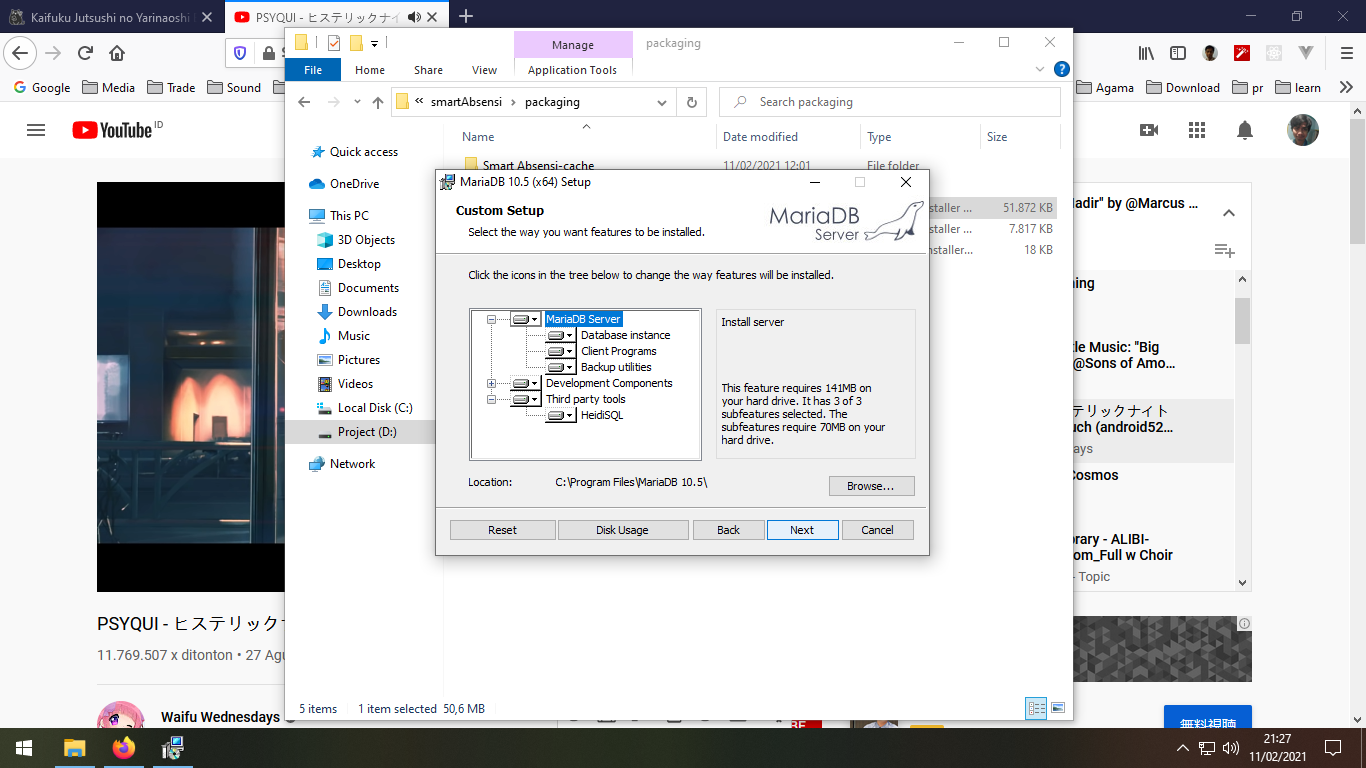 Kaifuku Jutsushi no Yarinaoshi
PSYQUI - ヒステリックナイ
Manage
packaging
File
Home
Share
View
Application Tools
Google
Media
Trade
Sound
Agama
Download
pr
learn
smartAbsensi
packaging
Search packaging
YouTube ID
Name
Date modified
Type
Size
Quick access
OneDrive
This PC
3D Objects
Desktop
Documents
Downloads
Music
Pictures
Videos
Local Disk (C:)
Project (D:)
Network
Smart Absensi-cache
11/02/2021 12:01
File folder
staller ...
51.872 KB
staller ...
7.817 KB
nstaller...
18 KB
MariaDB 10.5 (x64) Setup
Custom Setup
Select the way you want features to be installed.
MariaDB
Server
Click the icons in the tree below to change the way features will be installed.
MariaDB Server
Database instance
Client Programs
Backup utilities
Development Components
Third party tools
HeidiSQL
Install server
This feature requires 141MB on
your hard drive. It has 3 of 3
subfeatures selected. The
subfeatures require 70MB on your
hard drive.
Location:
C:\Program Files\MariaDB 10.5\
Browse...
Reset
Disk Usage
Back
Next
Cancel
adir" by @Marcus ...
ing
tle Music: "Big
@Sons of Amo...
テリックナイト
uch (android52...
ays
Cosmos
rary - ALIBI-
om_Full w Choir
- Topic
PSYQUI - ヒステリック
11.769.507 x ditonton • 27 Agu
Waifu Wednesdays
5 items
1 item selected
50,6 MB
BE
無料視聴
21:27
11/02/2021